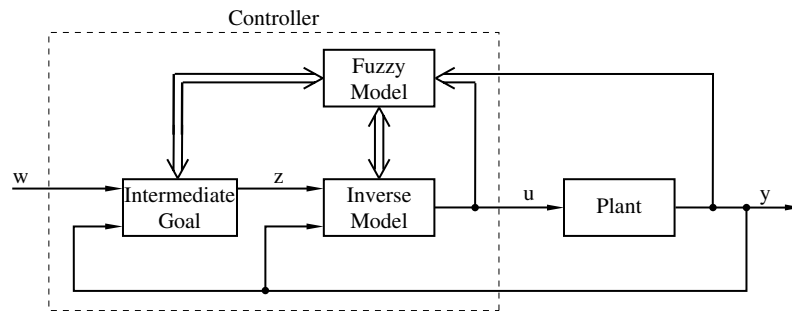 Controller
Fuzzy
Model
w
Intermediate
Goal
z
Inverse
Model
u
Plant
y